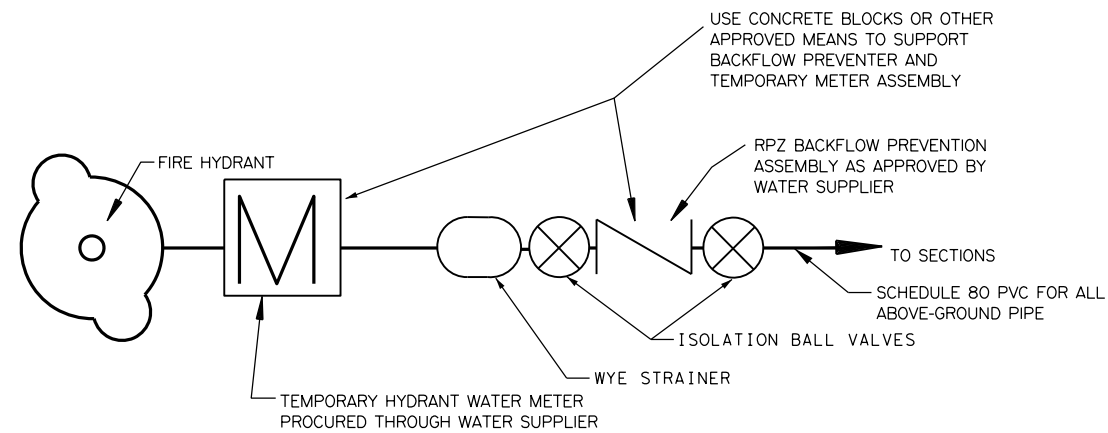 USE CONCRETE BLOCKS OR OTHER
APPROVED MEANS TO SUPPORT
BACKFLOW PREVENTER AND
TEMPORARY METER ASSEMBLY
FIRE HYDRANT
RPZ BACKFLOW PREVENTION
ASSEMBLY AS APPROVED BY
WATER SUPPLIER
M
TO SECTIONS
SCHEDULE 80 PVC FOR ALL
ABOVE-GROUND PIPE
ISOLATION BALL VALVES
WYE STRAINER
TEMPORARY HYDRANT WATER METER
PROCURED THROUGH WATER SUPPLIER